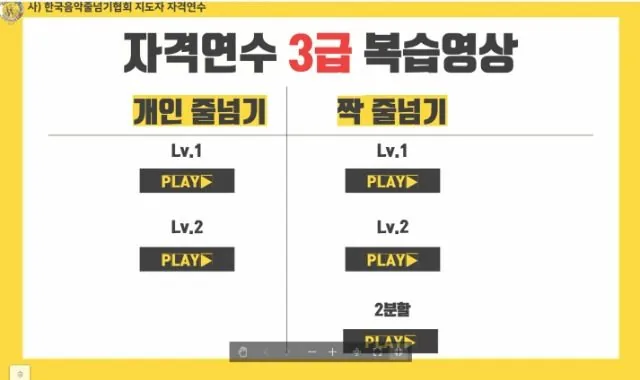 사) 한국음악줄넘기협회 지도자 자격연수
자격연수 3급 복습영상
개인 줄넘기 짝 줄넘기
Lv.1 Lv.1
PLAY▶ PLAY▶
Lv.2 Lv.2
PLAY▶ PLAY▶
2분할
PLAY▶